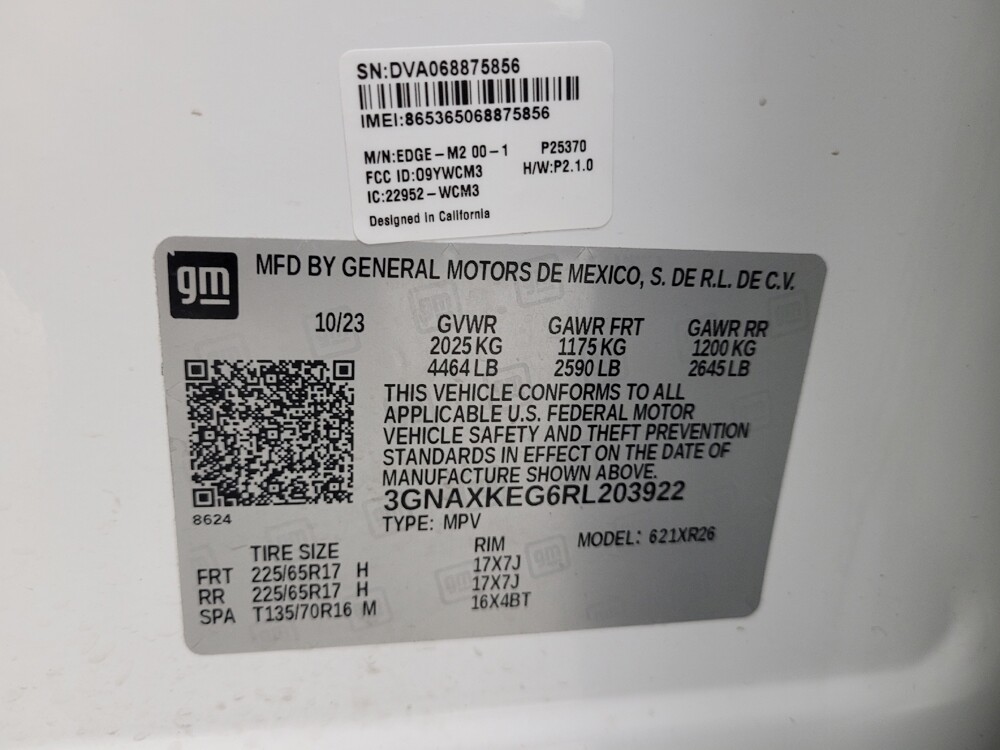 SN:DVA068875856
IMEI:865365068875856
M/N:EDGE-M2 00-1 P25370
FCC ID:O9YWCM3 H/W:P2.1.0
IC:22952-WCM3
Designed in California
gm MFD BY GENERAL MOTORS DE MEXICO, S. DE R.L. DE C.V.
10/23 GVWR GAWR FRT GAWR RR
2025 KG 1175 KG 1200 KG
4464 LB 2590 LB 2645 LB
THIS VEHICLE CONFORMS TO ALL
APPLICABLE U.S. FEDERAL MOTOR
VEHICLE SAFETY AND THEFT PREVENTION
STANDARDS IN EFFECT ON THE DATE OF
MANUFACTURE SHOWN ABOVE.
3GNAXKEG6RL203922
8624
TYPE: MPV
MODEL: 621XR26
TIRE SIZE RIM
FRT 225/65R17 H 17X7J
RR 225/65R17 H 17X7J
SPA T135/70R16 M 16X4BT